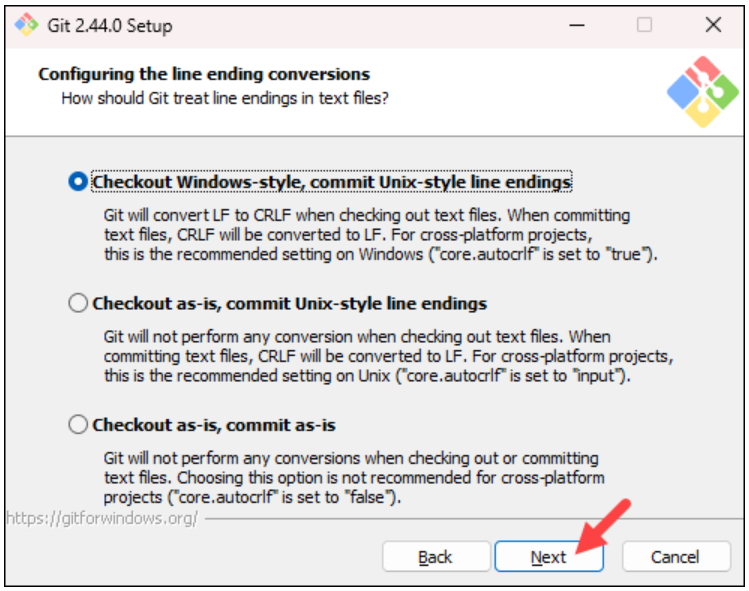 Git 2.44.0 Setup
Configuring the line ending conversions
How should Git treat line endings in text files?
Checkout Windows-style, commit Unix-style line endings
Git will convert LF to CRLF when checking out text files. When committing
text files, CRLF will be converted to LF. For cross-platform projects,
this is the recommended setting on Windows ("core.autocrlf" is set to "true").
Checkout as-is, commit Unix-style line endings
Git will not perform any conversion when checking out text files. When
committing text files, CRLF will be converted to LF. For cross-platform projects,
this is the recommended setting on Unix ("core.autocrlf" is set to "input").
Checkout as-is, commit as-is
Git will not perform any conversions when checking out or committing
text files. Choosing this option is not recommended for cross-platform
projects ("core.autocrlf" is set to "false").
https://gitforwindows.org/
Back Next Cancel